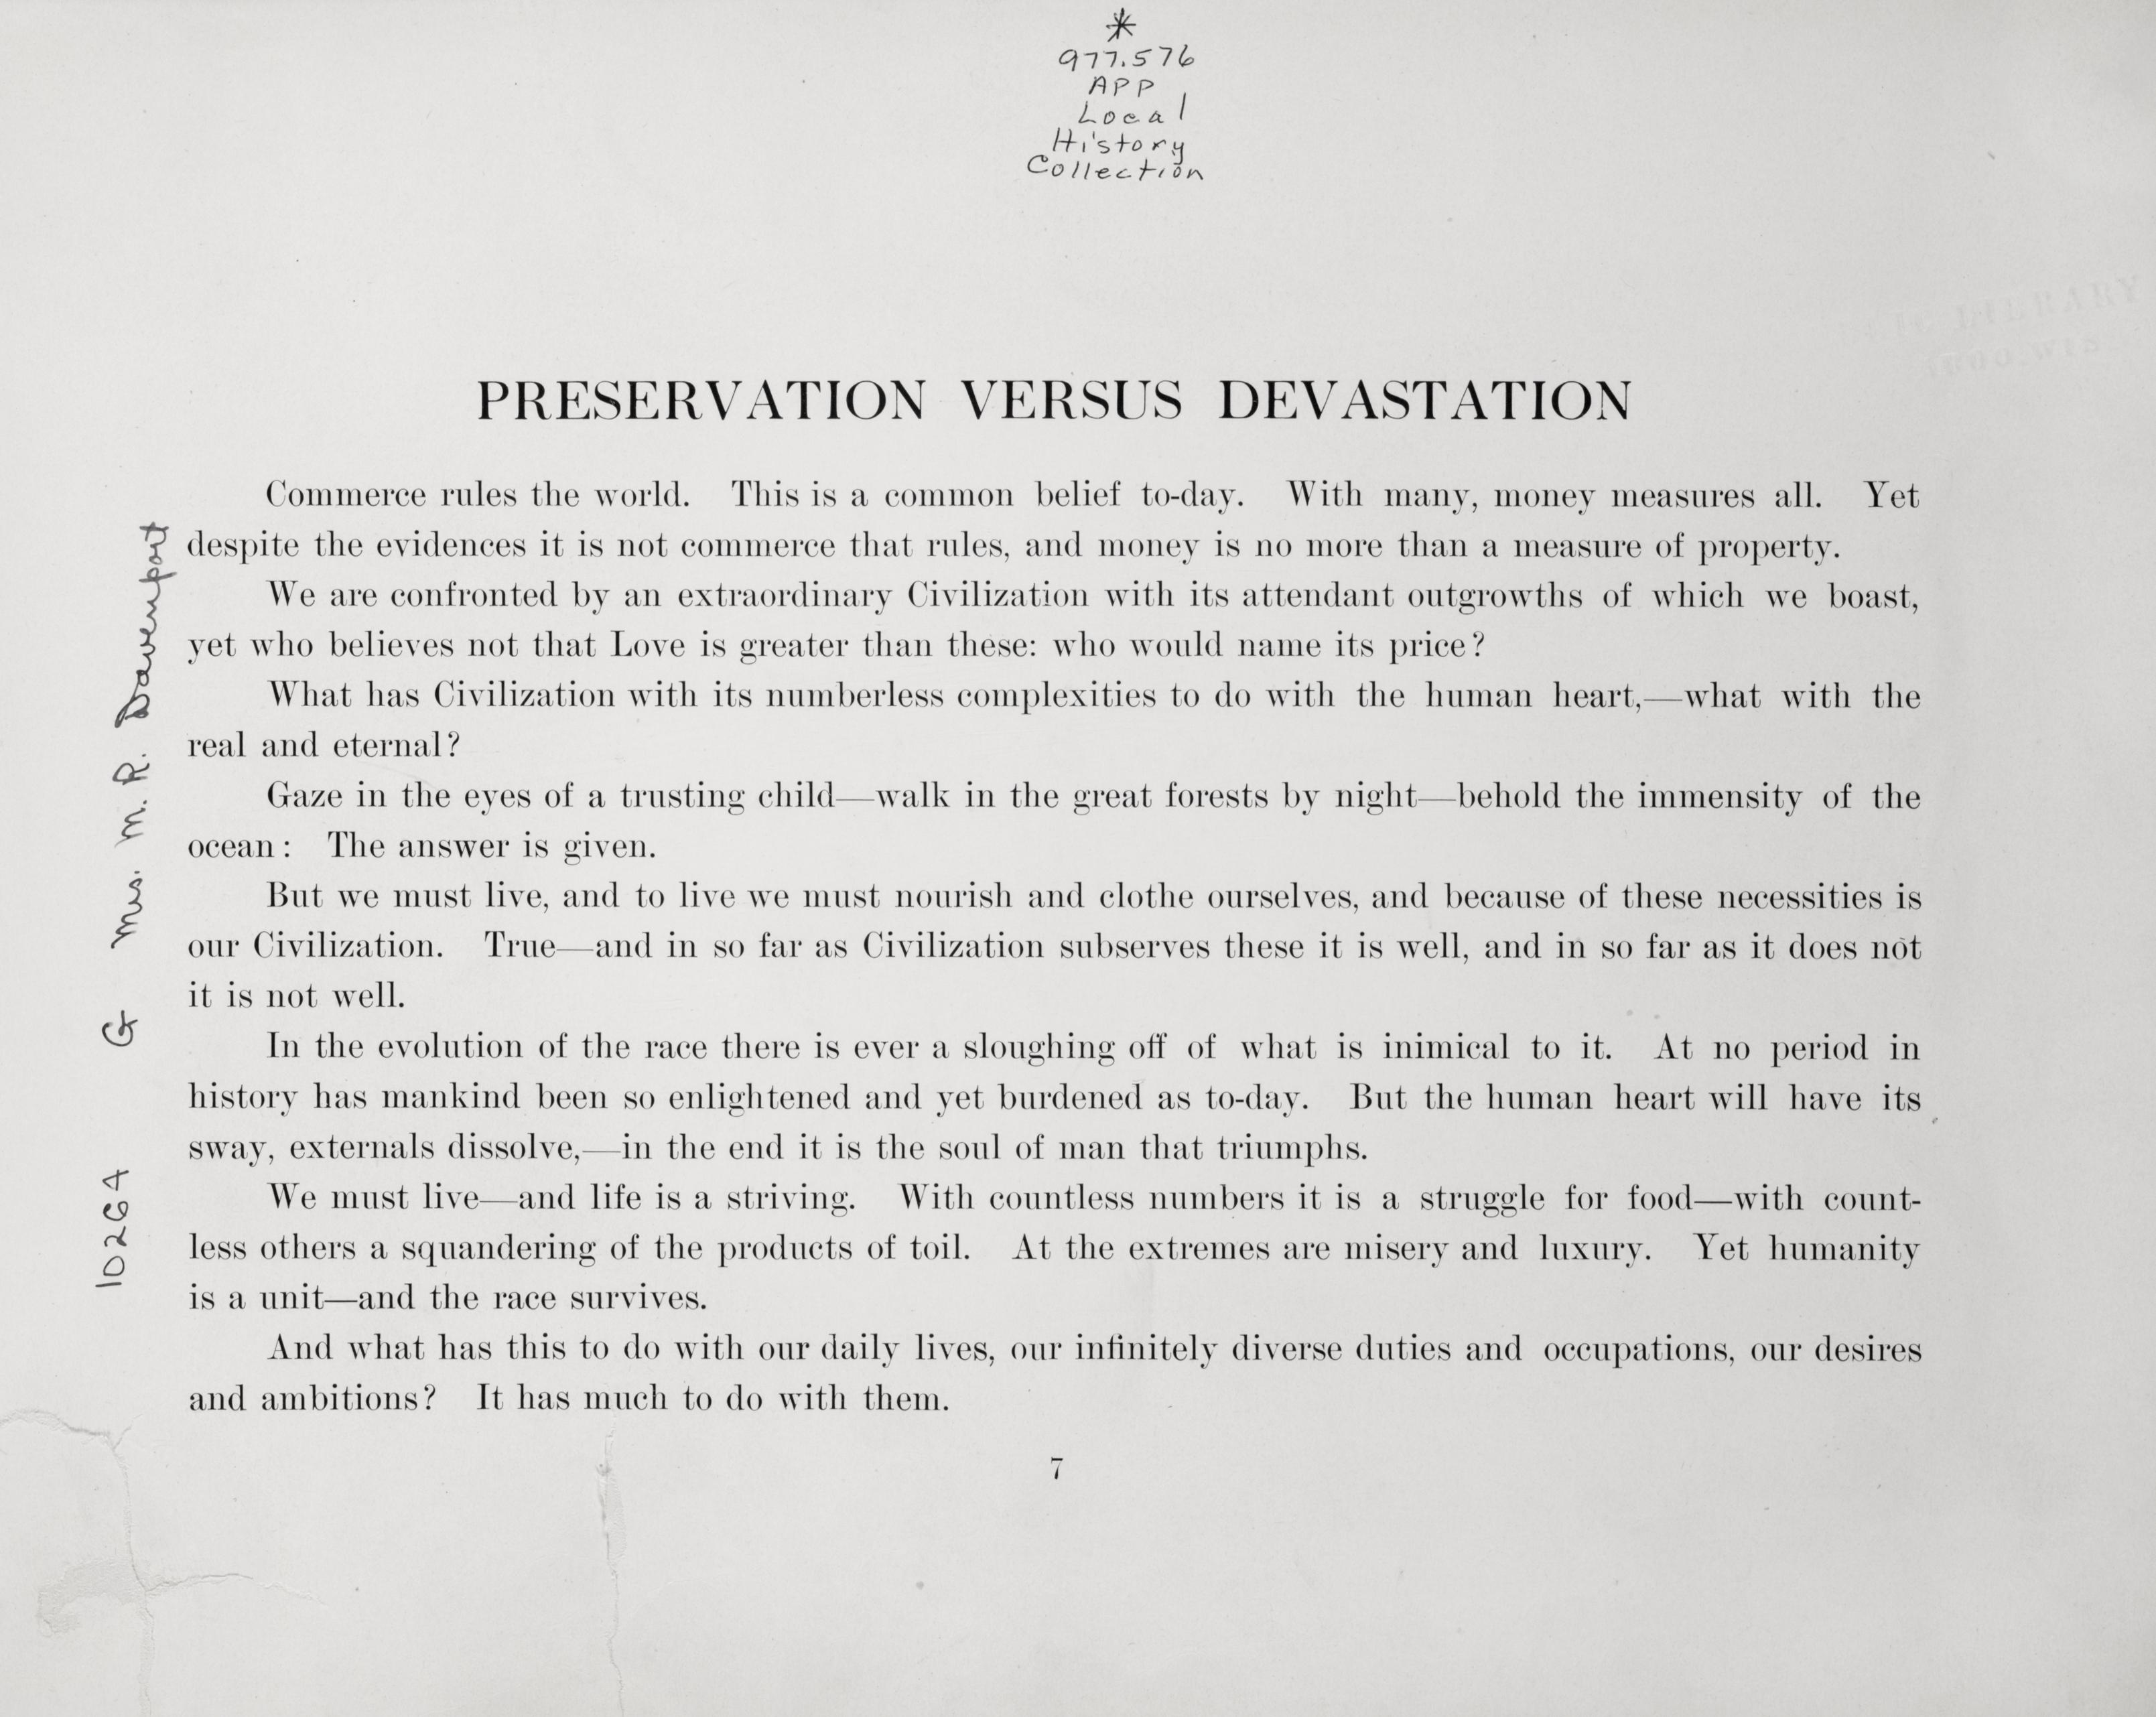 *
977.576
APP
Local
History
Collection
LIBRARY
PRESERVATION VERSUS DEVASTATION
Commerce rules the world. This is a common belief to-day. With many, money measures all. Yet
despite the evidences it is not commerce that rules, and money is no more than a measure of property.
We are confronted by an extraordinary Civilization with its attendant outgrowths of which we boast,
yet who believes not that Love is greater than these: who would name its price?
What has Civilization with its numberless complexities to do with the human heart,—what with the
real and eternal?
Gaze in the eyes of a trusting child—walk in the great forests by night—behold the immensity of the
ocean: The answer is given.
But we must live, and to live we must nourish and clothe ourselves, and because of these necessities is
our Civilization. True—and in so far as Civilization subserves these it is well, and in so far as it does not
it is not well.
In the evolution of the race there is ever a sloughing off of what is inimical to it. At no period in
history has mankind been so enlightened and yet burdened as to-day. But the human heart will have its
sway, externals dissolve,—in the end it is the soul of man that triumphs.
We must live—and life is a striving. With countless numbers it is a struggle for food—with count-
less others a squandering of the products of toil. At the extremes are misery and luxury. Yet humanity
is a unit—and the race survives.
And what has this to do with our daily lives, our infinitely diverse duties and occupations, our desires
and ambitions? It has much to do with them.
7
10264 G Mrs. M. R. Davenport